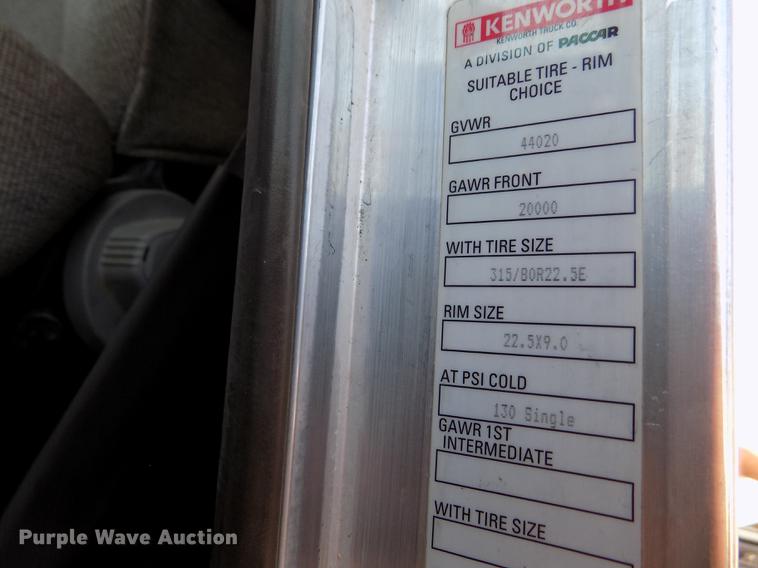 KENWORTH
KENWORTH TRUCK CO.
A DIVISION OF PACCAR
SUITABLE TIRE - RIM
CHOICE
GVWR
44020
GAWR FRONT
20000
WITH TIRE SIZE
315/80R22.5E
RIM SIZE
22.5X9.0
AT PSI COLD
130 Single
GAWR 1ST
INTERMEDIATE
WITH TIRE SIZE
Purple Wave Auction